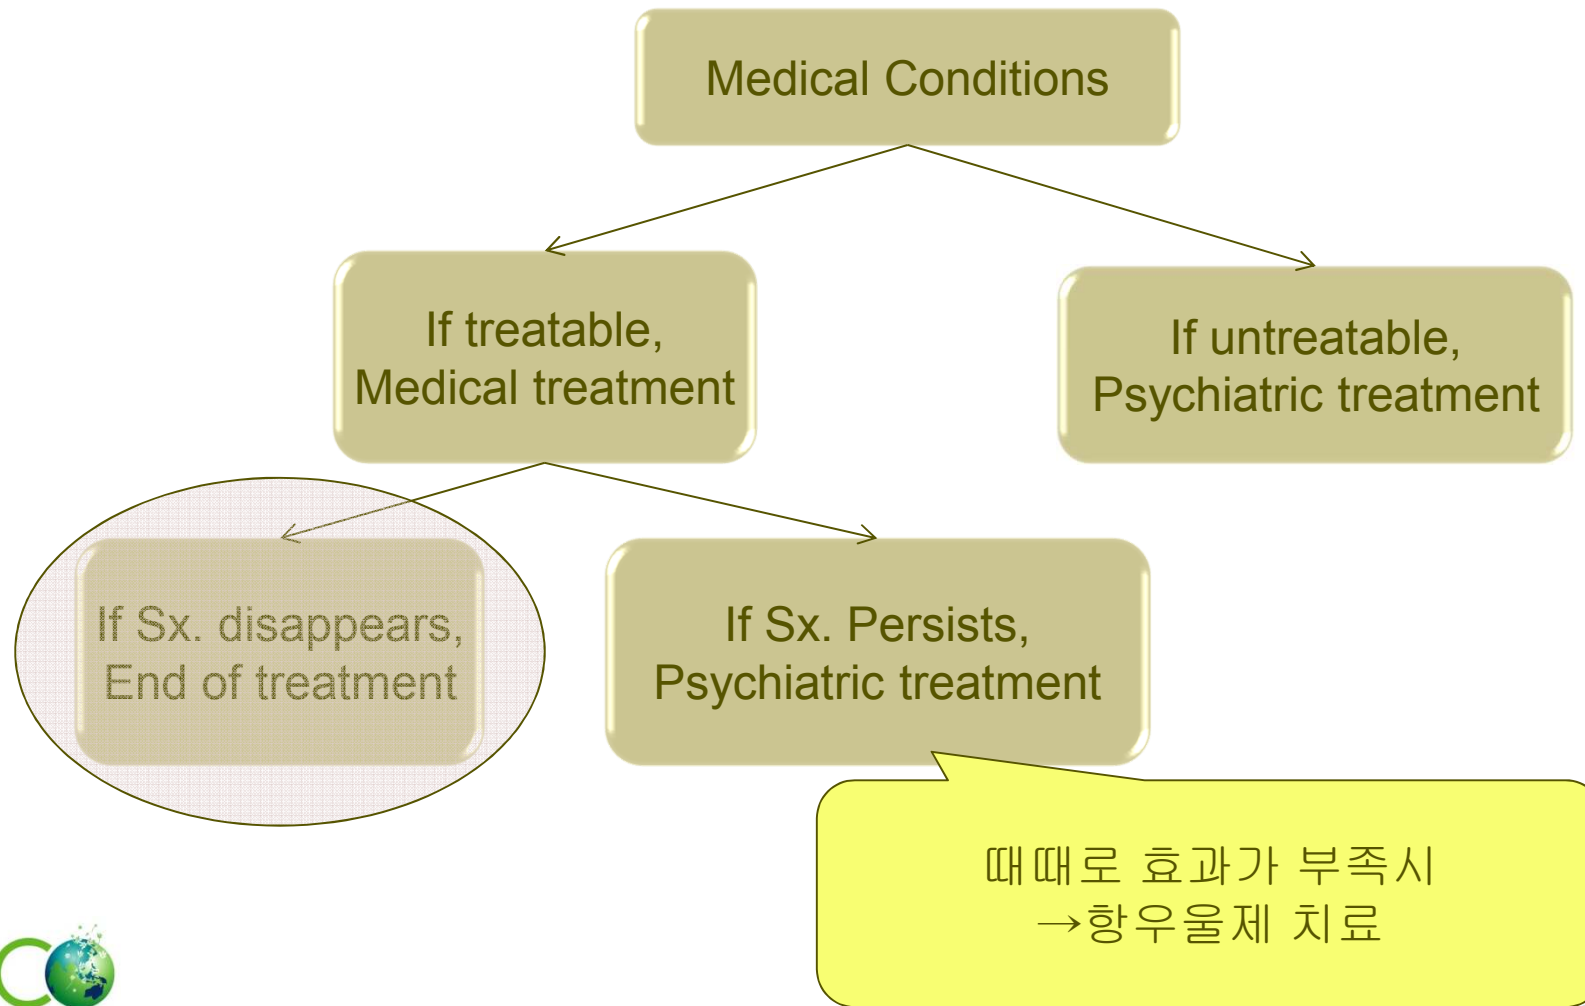 Medical Conditions
If treatable,
Medical treatment
If untreatable,
Psychiatric treatment
If Sx. disappears,
End of treatment
If Sx. Persists,
Psychiatric treatment
때때로 효과가 부족시
→항우울제 치료